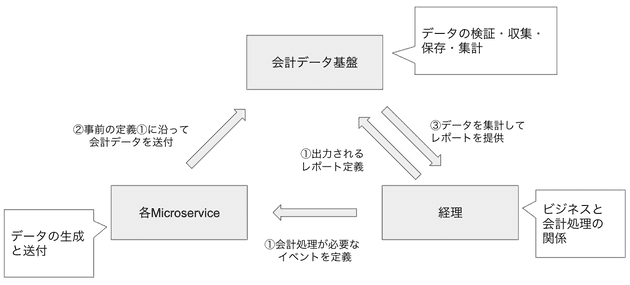 データの検証・収集・
保存・集計
会計データ基盤
②事前の定義①に沿って
会計データを送付
③データを集計して
レポートを提供
①出力される
レポート定義
各Microservice
経理
データの生成
と送付
ビジネスと
会計処理の
関係
①会計処理が必要な
イベントを定義